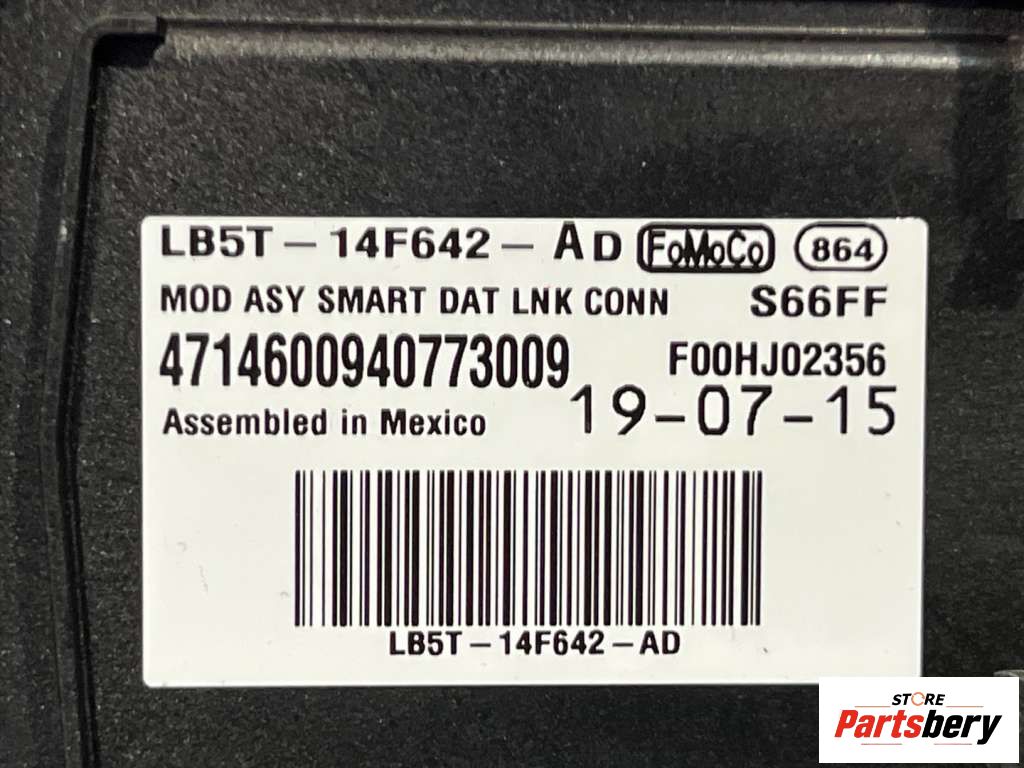 LB5T-14F642-AD FoMoCo 864
MOD ASY SMART DAT LNK CONN S66FF
4714600940773009 F00HJ02356
Assembled in Mexico 19-07-15
LB5T-14F642-AD
STORE
Partsbery